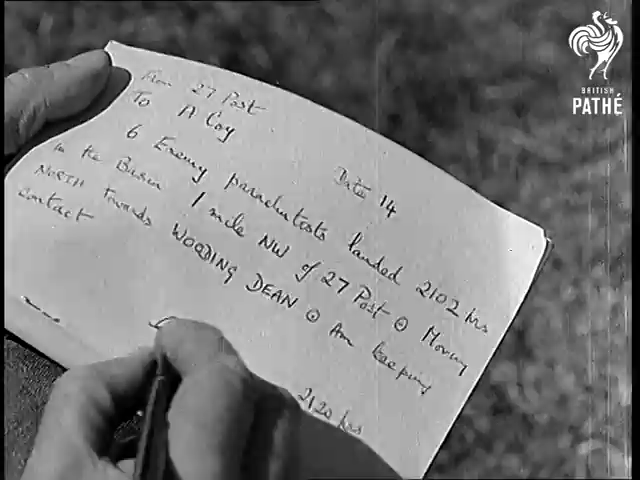 From 27 Post
To A Coy Date 14
6 Enemy parachutists landed 2102 hrs
in the Basin 1 mile NW of 27 Post ⊙ Moving
NORTH towards WOODING DEAN ⊙ Am keeping
contact
2120 hrs
BRITISH
PATHÉ